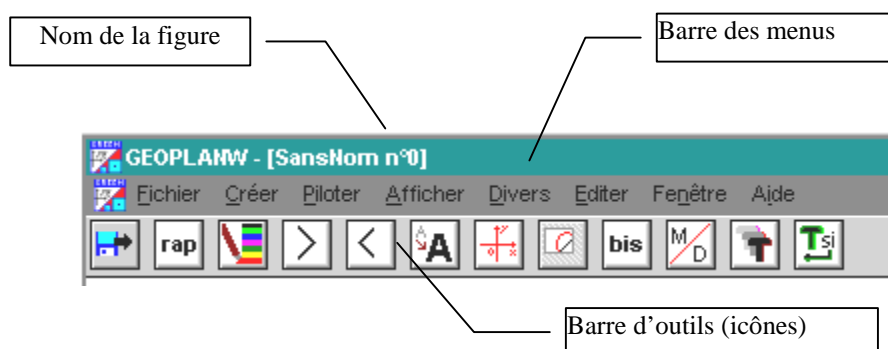 Nom de la figure
Barre des menus
GEOPLANW - [SansNom n°0]
Fichier Créer Piloter Afficher Divers Editer Fenêtre Aide
rap > < A A y o x bis M/D T T si
Barre d'outils (icônes)